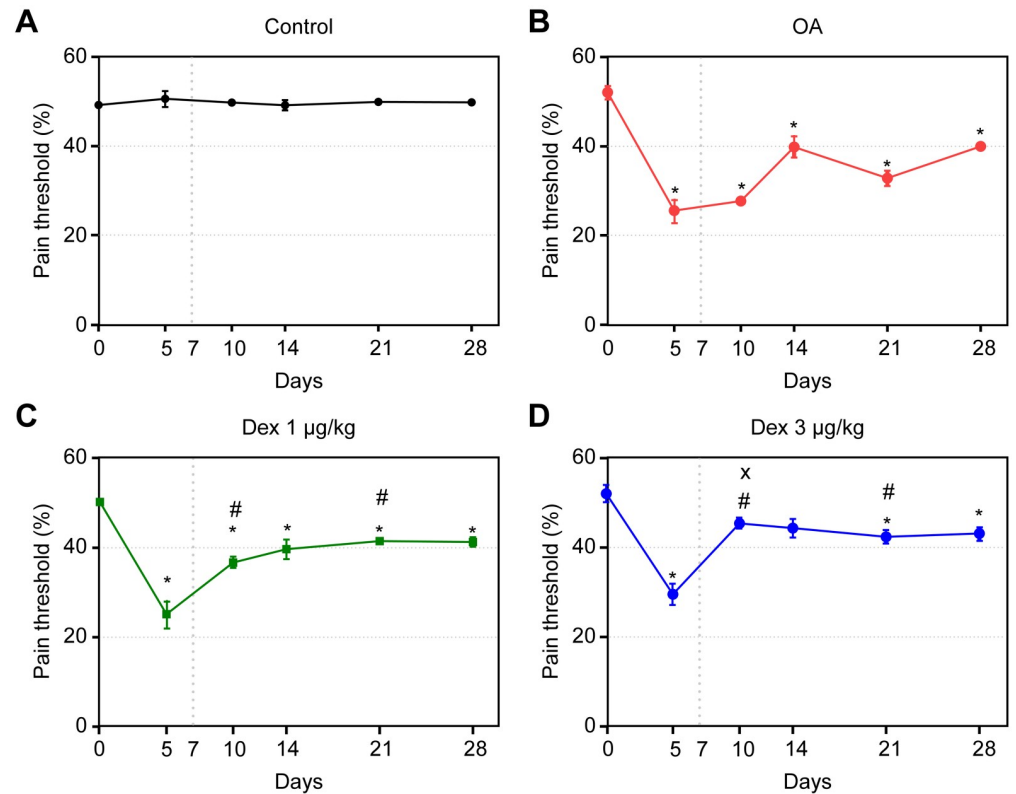 A
Control
Pain threshold (%)
60
40
20
0
0 5 7 10 14 21 28
Days
B
OA
Pain threshold (%)
60
40
20
0
* * * * *
0 5 7 10 14 21 28
Days
C
Dex 1 µg/kg
Pain threshold (%)
60
40
20
0
# #
* * * * *
0 5 7 10 14 21 28
Days
D
Dex 3 µg/kg
Pain threshold (%)
60
40
20
0
x
# #
* * *
0 5 7 10 14 21 28
Days